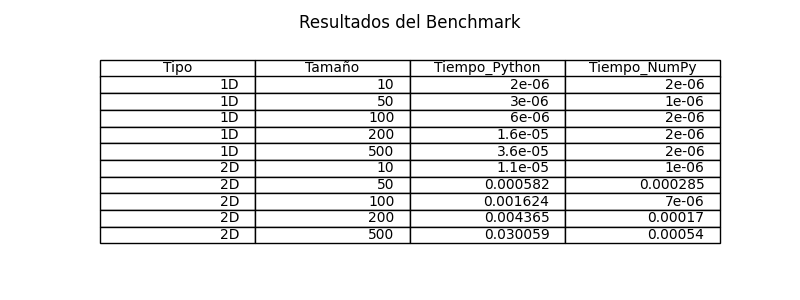 Resultados del Benchmark
Tipo Tamaño Tiempo_Python Tiempo_NumPy
1D 10 2e-06 2e-06
1D 50 3e-06 1e-06
1D 100 6e-06 2e-06
1D 200 1.6e-05 2e-06
1D 500 3.6e-05 2e-06
2D 10 1.1e-05 1e-06
2D 50 0.000582 0.000285
2D 100 0.001624 7e-06
2D 200 0.004365 0.00017
2D 500 0.030059 0.00054